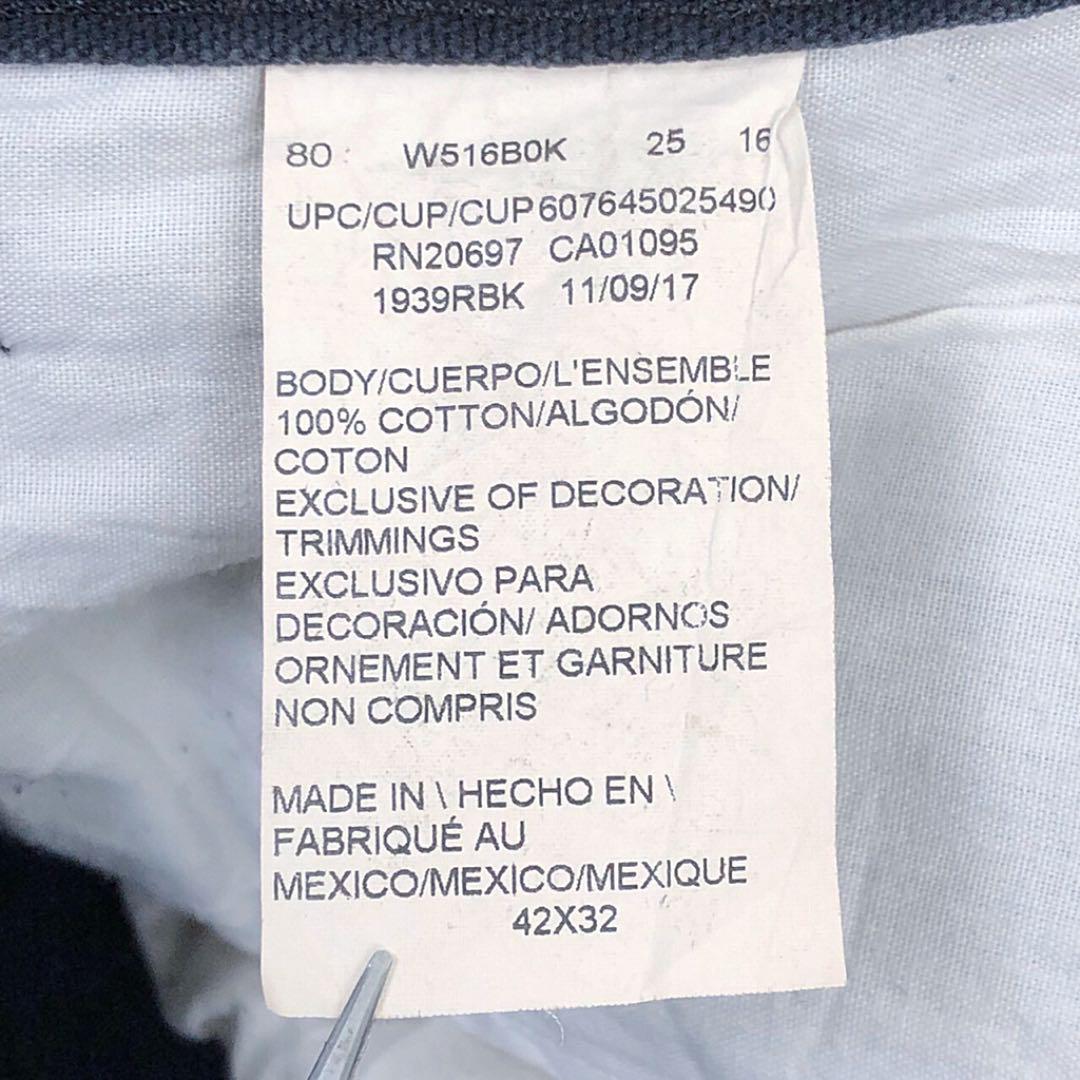 80 W516B0K 25 16
UPC/CUP/CUP607645025490
RN20697 CA01095
1939RBK 11/09/17
BODY/CUERPO/L'ENSEMBLE
100% COTTON/ALGODÓN/
COTON
EXCLUSIVE OF DECORATION/
TRIMMINGS
EXCLUSIVO PARA
DECORACIÓN/ ADORNOS
ORNEMENT ET GARNITURE
NON COMPRIS
MADE IN \ HECHO EN \
FABRIQUÉ AU
MEXICO/MEXICO/MEXIQUE
42X32